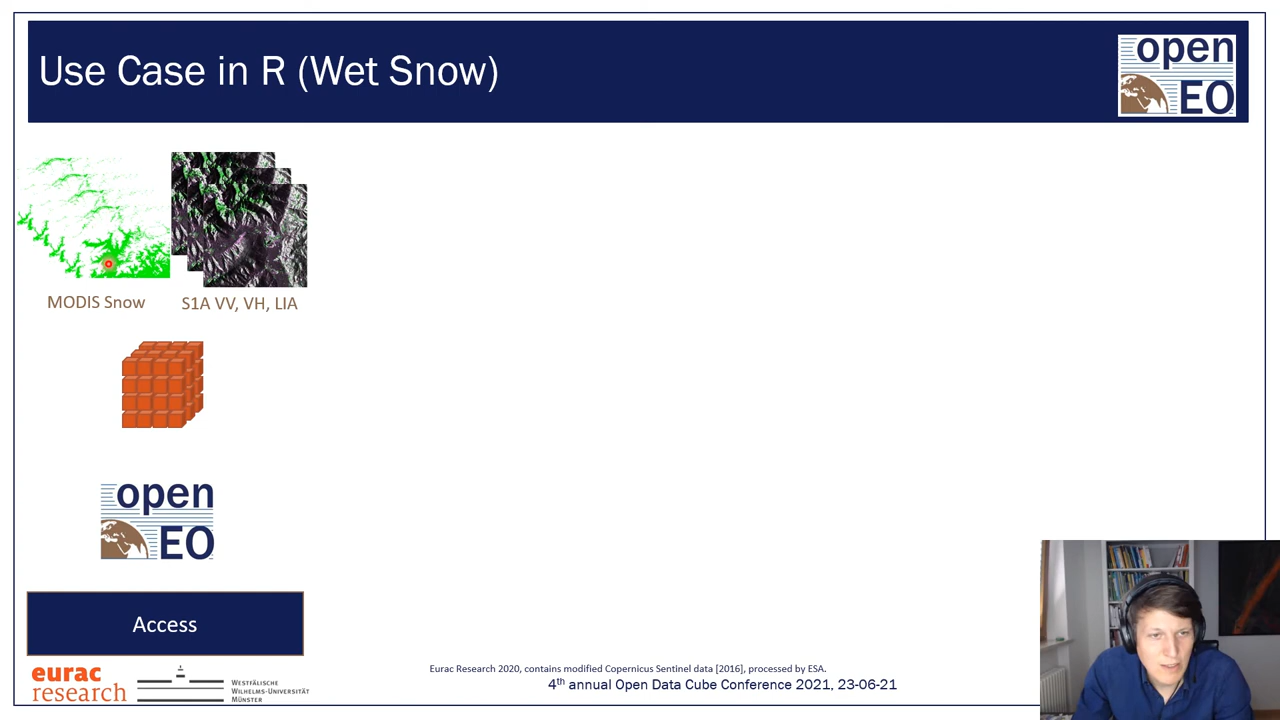 Use Case in R (Wet Snow)
open
EO
MODIS Snow
S1A VV, VH, LIA
open
EO
Access
eurac
research
WESTFÄLISCHE
WILHELMS-UNIVERSITÄT
MÜNSTER
Eurac Research 2020, contains modified Copernicus Sentinel data [2016], processed by ESA.
4th annual Open Data Cube Conference 2021, 23-06-21